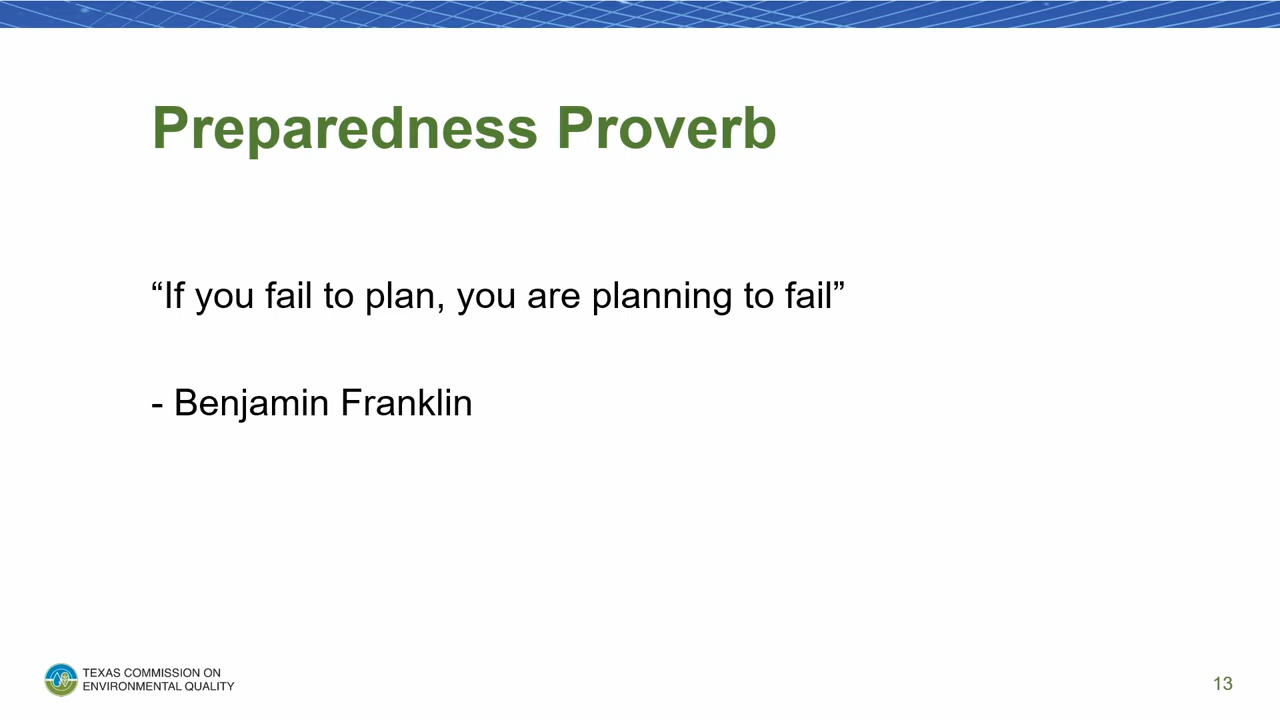 Preparedness Proverb
“If you fail to plan, you are planning to fail”
- Benjamin Franklin
TEXAS COMMISSION ON
ENVIRONMENTAL QUALITY
13